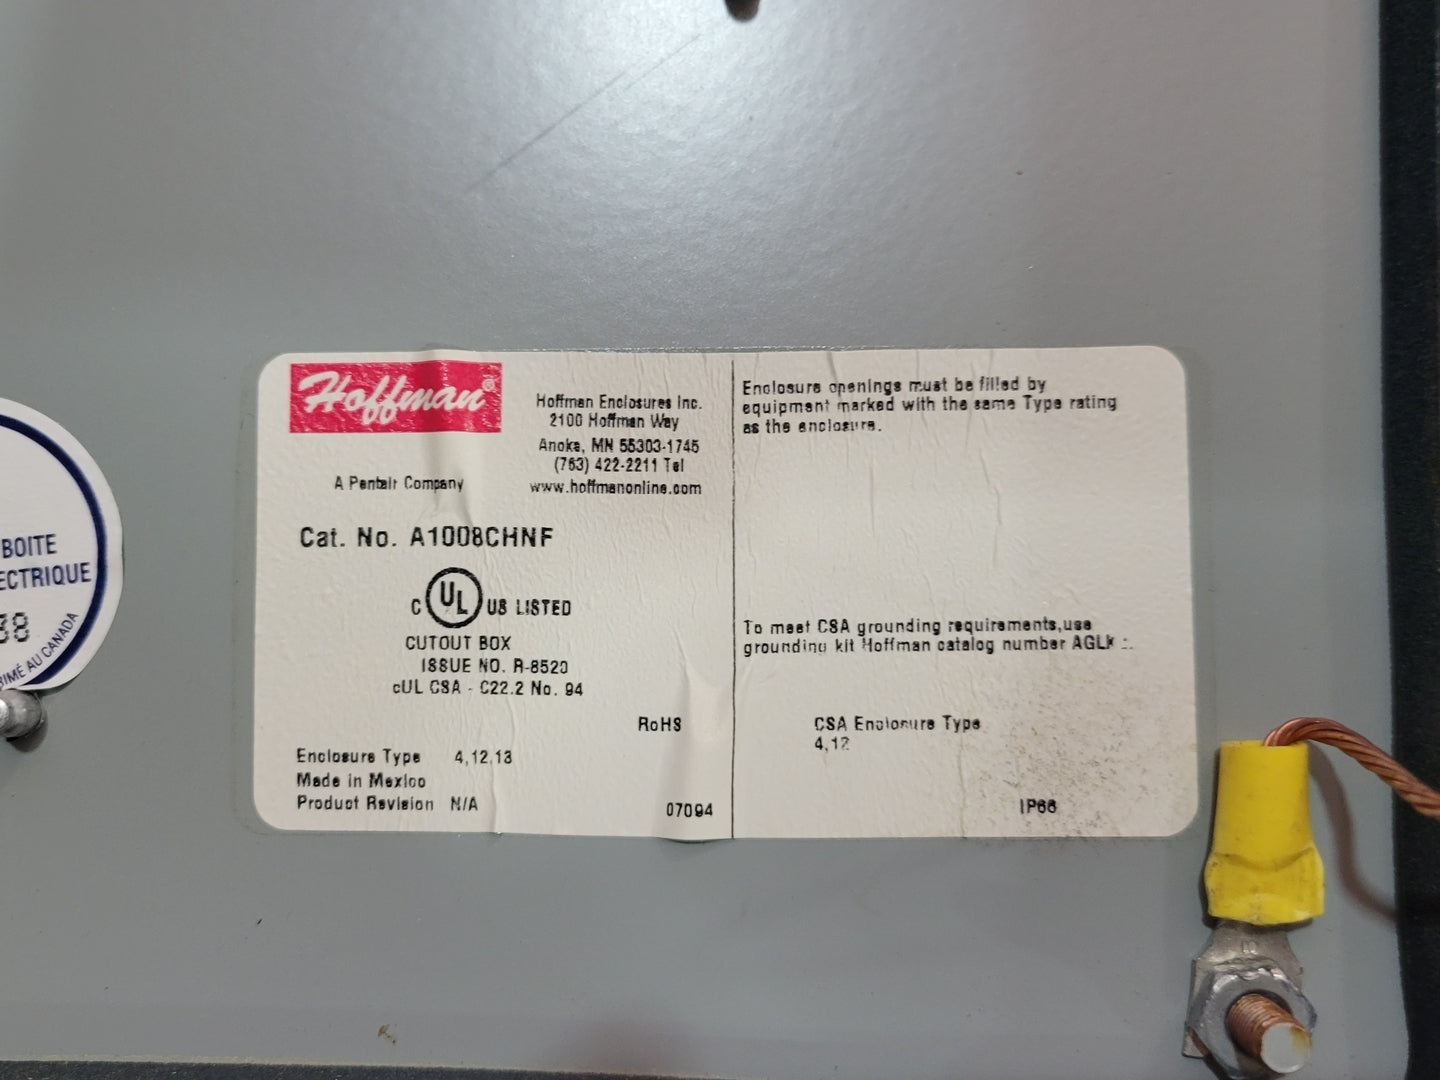 Hoffman®
Hoffman Enclosures Inc.
2100 Hoffman Way
Anoka, MN 55303-1745
(763) 422-2211 Tel
www.hoffmanonline.com
A Pentair Company
Cat. No. A1008CHNF
C UL US LISTED
CUTOUT BOX
ISSUE NO. R-8520
cUL CSA - C22.2 No. 94
RoHS
Enclosure Type 4,12,13
Made in Mexico
Product Revision N/A
07094
Enclosure openings must be filled by
equipment marked with the same Type rating
as the enclosure.
To meet CSA grounding requirements,use
grounding kit Hoffman catalog number
CSA Enclosure Type
4,12
IP66
BOITE
ECTRIQUE
38
RIMÉ AU CANADA